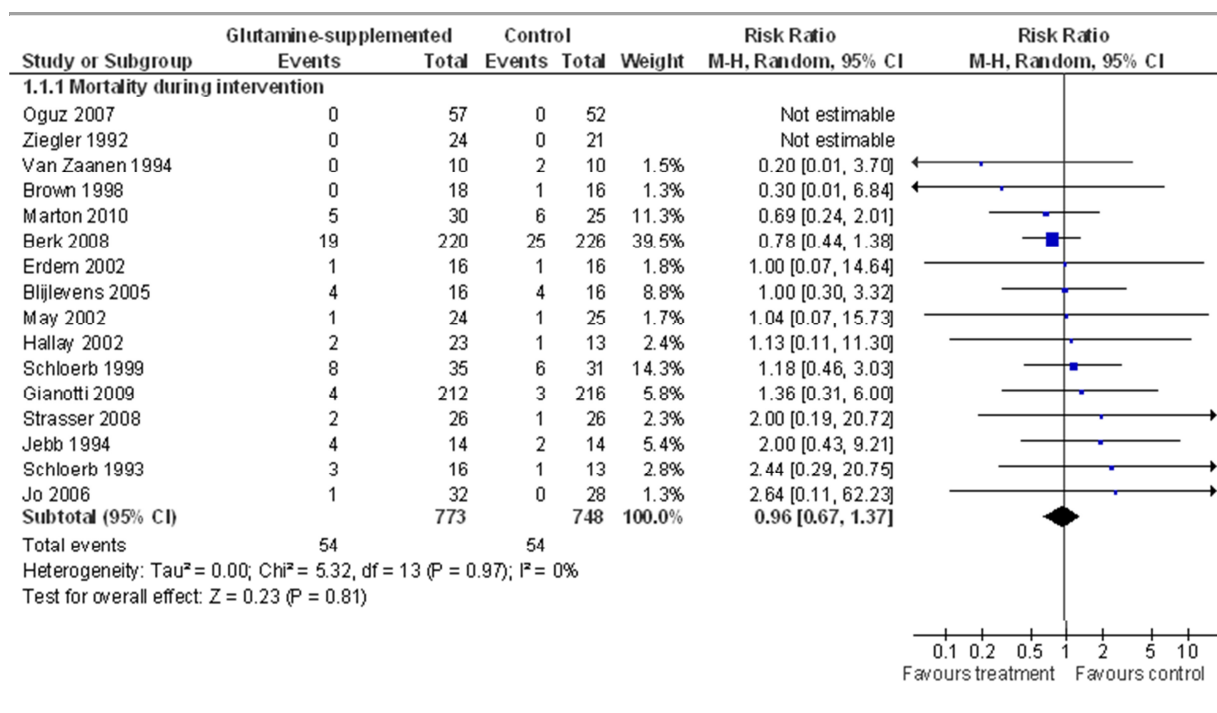 Glutamine-supplemented Control Risk Ratio Risk Ratio
Study or Subgroup Events Total Events Total Weight M-H, Random, 95% CI M-H, Random, 95% CI
1.1.1 Mortality during intervention
Oguz 2007 0 57 0 52 Not estimable
Ziegler 1992 0 24 0 21 Not estimable
Van Zaanen 1994 0 10 2 10 1.5% 0.20 [0.01, 3.70]
Brown 1998 0 18 1 16 1.3% 0.30 [0.01, 6.84]
Marton 2010 5 30 6 25 11.3% 0.69 [0.24, 2.01]
Berk 2008 19 220 25 226 39.5% 0.78 [0.44, 1.38]
Erdem 2002 1 16 1 16 1.8% 1.00 [0.07, 14.64]
Blijlevens 2005 4 16 4 16 8.8% 1.00 [0.30, 3.32]
May 2002 1 24 1 25 1.7% 1.04 [0.07, 15.73]
Hallay 2002 2 23 1 13 2.4% 1.13 [0.11, 11.30]
Schloerb 1999 8 35 6 31 14.3% 1.18 [0.46, 3.03]
Gianotti 2009 4 212 3 216 5.8% 1.36 [0.31, 6.00]
Strasser 2008 2 26 1 26 2.3% 2.00 [0.19, 20.72]
Jebb 1994 4 14 2 14 5.4% 2.00 [0.43, 9.21]
Schloerb 1993 3 16 1 13 2.8% 2.44 [0.29, 20.75]
Jo 2006 1 32 0 28 1.3% 2.64 [0.11, 62.23]
Subtotal (95% CI) 773 748 100.0% 0.96 [0.67, 1.37]
Total events 54 54
Heterogeneity: Tau² = 0.00; Chi² = 5.32, df = 13 (P = 0.97); I² = 0%
Test for overall effect: Z = 0.23 (P = 0.81)
0.1 0.2 0.5 1 2 5 10
Favours treatment Favours control